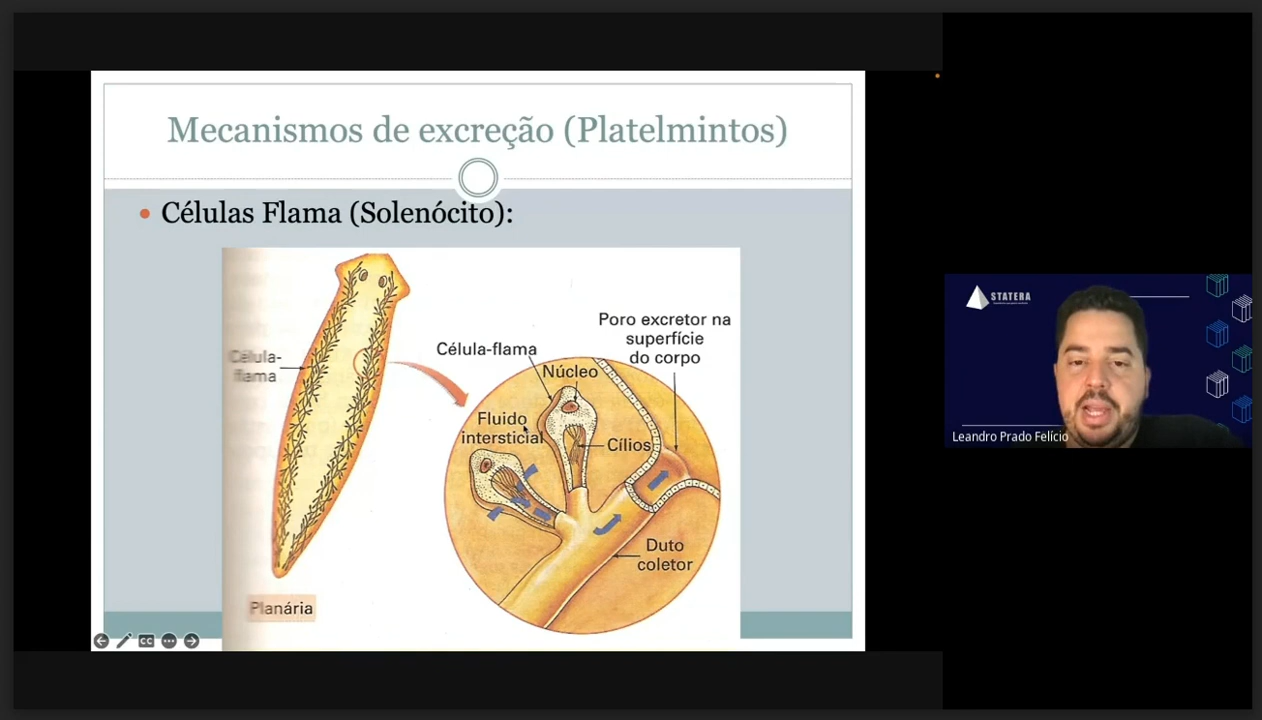 Mecanismos de excreção (Platelmintos)
• Células Flama (Solenócito):
Célula-
flama
Planária
Célula-flama
Núcleo
Poro excretor na
superfície
do corpo
Fluido
intersticial
Cílios
Duto
coletor
CC
STATERA
Leandro Prado Felício